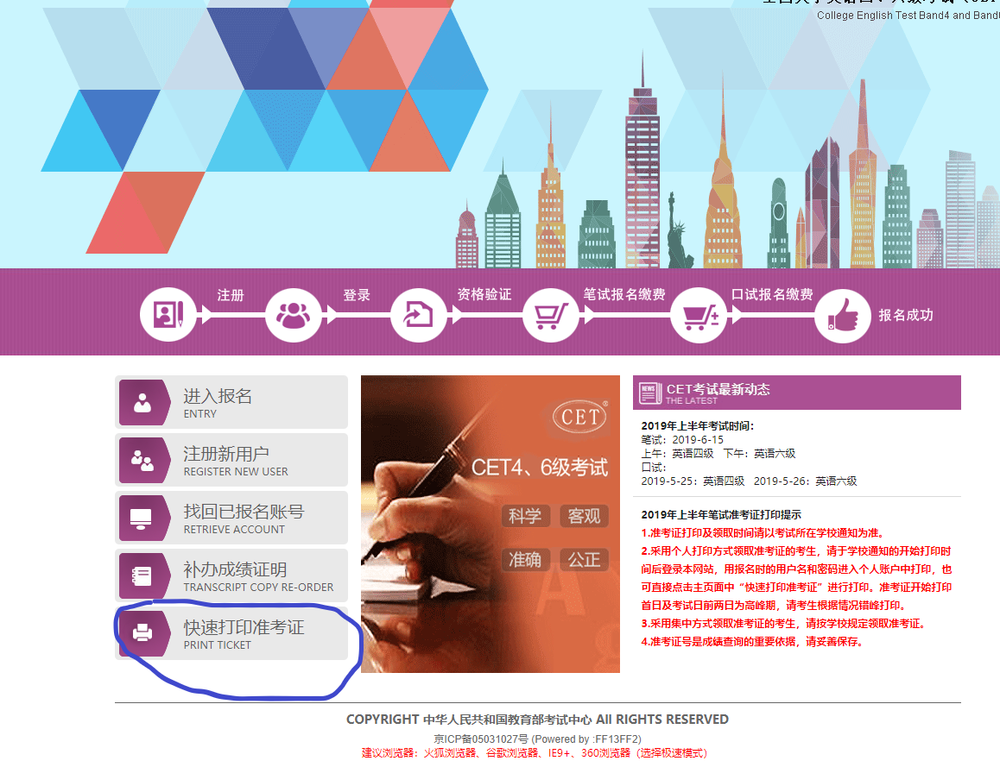 College English Test Band4 and Band
注册
登录
资格验证
笔试报名缴费
口试报名缴费
报名成功
进入报名
ENTRY
注册新用户
REGISTER NEW USER
找回已报名账号
RETRIEVE ACCOUNT
补办成绩证明
TRANSCRIPT COPY RE-ORDER
快速打印准考证
PRINT TICKET
CET
®
CET4、6级考试
科学 客观
准确 公正
A
NEWS
CET考试最新动态
THE LATEST
2019年上半年考试时间：
笔试：2019-6-15
上午：英语四级 下午：英语六级
口试：
2019-5-25：英语四级 2019-5-26：英语六级
2019年上半年笔试准考证打印提示
1.准考证打印及领取时间请以考试所在学校通知为准。
2.采用个人打印方式领取准考证的考生，请于学校通知的开始打印时
间后登录本网站，用报名时的用户名和密码进入个人账户中打印，也
可直接点击主页面中“快速打印准考证”进行打印。准考证开始打印
首日及考试日前两日为高峰期，请考生根据情况错峰打印。
3.采用集中方式领取准考证的考生，请按学校规定领取准考证。
4.准考证号是成绩查询的重要依据，请妥善保存。
COPYRIGHT 中华人民共和国教育部考试中心 All RIGHTS RESERVED
京ICP备05031027号 (Powered by :FF13FF2)
建议浏览器：火狐浏览器、谷歌浏览器、IE9+、360浏览器（选择极速模式）